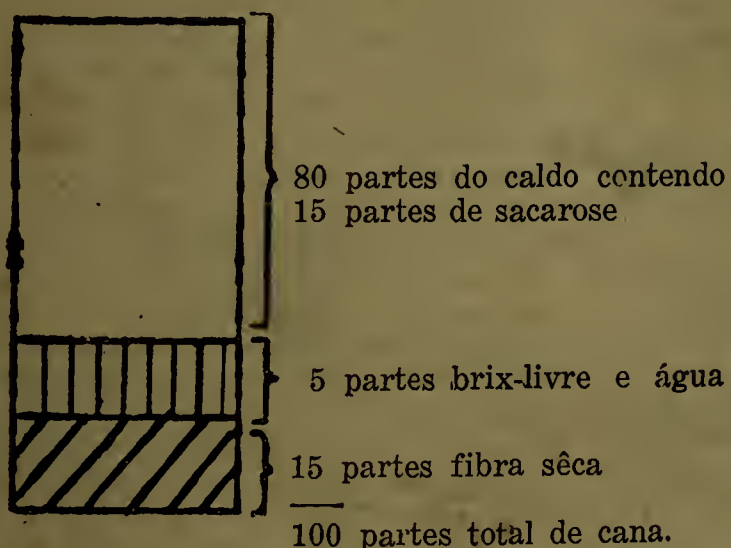 80 partes do caldo contendo
15 partes de sacarose
5 partes brix-livre e água
15 partes fibra sêca
100 partes total de cana.